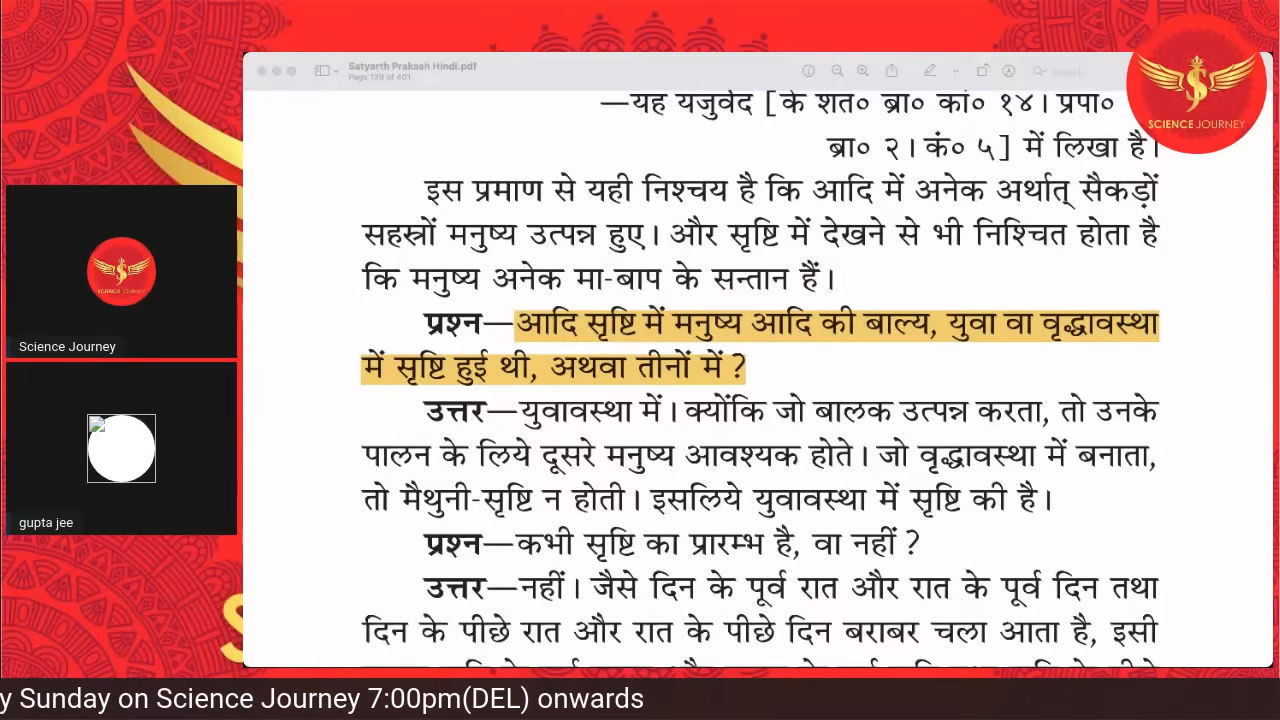 Satyarth Prakash Hindi.pdf
Page 139 of 401
SCIENCE JOURNEY
—यह यजुर्वेद [के शत० ब्रा० कां० १४। प्रपा०
ब्रा० २। कं० ५] में लिखा है।
इस प्रमाण से यही निश्चय है कि आदि में अनेक अर्थात् सैकड़ों
सहस्रों मनुष्य उत्पन्न हुए। और सृष्टि में देखने से भी निश्चित होता है
कि मनुष्य अनेक मा-बाप के सन्तान हैं।
प्रश्न—आदि सृष्टि में मनुष्य आदि की बाल्य, युवा वा वृद्धावस्था
में सृष्टि हुई थी, अथवा तीनों में ?
उत्तर—युवावस्था में। क्योंकि जो बालक उत्पन्न करता, तो उनके
पालन के लिये दूसरे मनुष्य आवश्यक होते। जो वृद्धावस्था में बनाता,
तो मैथुनी-सृष्टि न होती। इसलिये युवावस्था में सृष्टि की है।
प्रश्न—कभी सृष्टि का प्रारम्भ है, वा नहीं ?
उत्तर—नहीं। जैसे दिन के पूर्व रात और रात के पूर्व दिन तथा
दिन के पीछे रात और रात के पीछे दिन बराबर चला आता है, इसी
SCIENCE JOURNEY
Science Journey
gupta jee
y Sunday on Science Journey 7:00pm(DEL) onwards